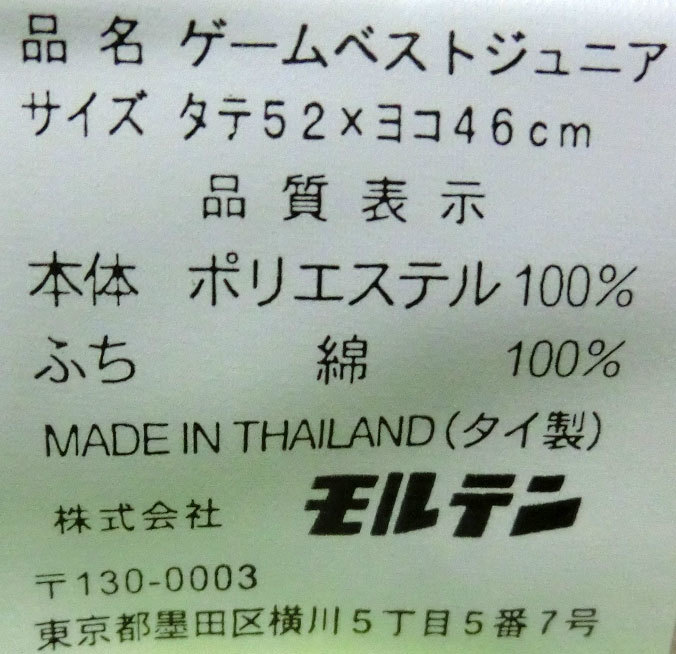 品名 ゲームベストジュニア
サイズ タテ52×ヨコ46cm
品質表示
本体 ポリエステル100%
ふち 綿 100%
MADE IN THAILAND(タイ製)
株式会社 モルテン
〒130-0003
東京都墨田区横川5丁目5番7号